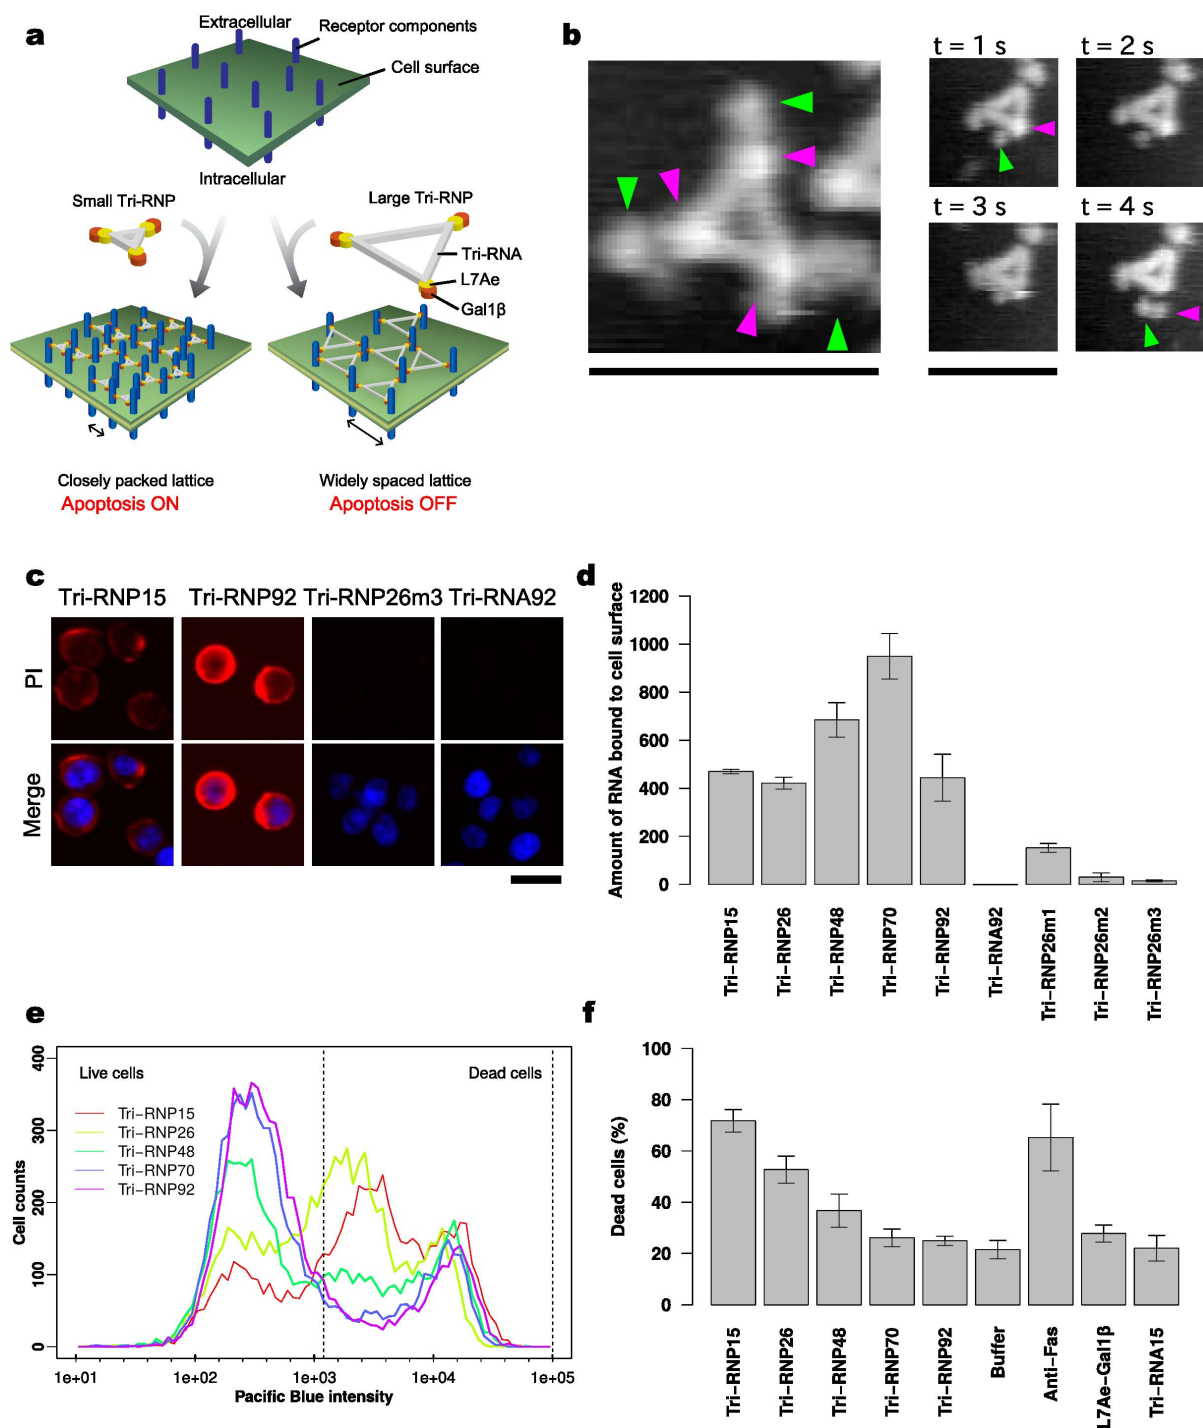 a
Extracellular
Receptor components
Cell surface
Intracellular
Small Tri-RNP
Large Tri-RNP
Tri-RNA
L7Ae
Gal1β
Closely packed lattice
Apoptosis ON
Widely spaced lattice
Apoptosis OFF
b
t = 1 s
t = 2 s
t = 3 s
t = 4 s
c
Tri-RNP15
Tri-RNP92
Tri-RNP26m3
Tri-RNA92
PI
Merge
d
Amount of RNA bound to cell surface
1200
1000
800
600
400
200
0
Tri−RNP15
Tri−RNP26
Tri−RNP48
Tri−RNP70
Tri−RNP92
Tri−RNA92
Tri−RNP26m1
Tri−RNP26m2
Tri−RNP26m3
e
Cell counts
400
300
200
100
0
Live cells
Dead cells
Tri−RNP15
Tri−RNP26
Tri−RNP48
Tri−RNP70
Tri−RNP92
1e+01
1e+02
1e+03
1e+04
1e+05
Pacific Blue intensity
f
Dead cells (%)
100
80
60
40
20
0
Tri−RNP15
Tri−RNP26
Tri−RNP48
Tri−RNP70
Tri−RNP92
Buffer
Anti−Fas
L7Ae−Gal1β
Tri−RNA15